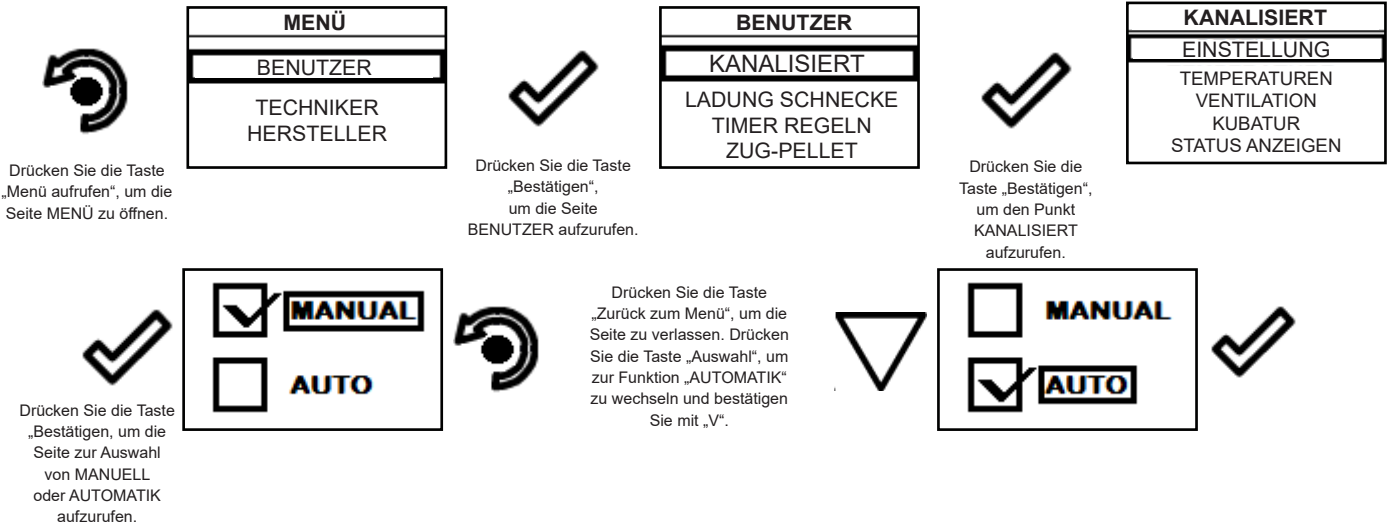 Drücken Sie die Taste
„Menü aufrufen“, um die
Seite MENÜ zu öffnen.
MENÜ
BENUTZER
TECHNIKER
HERSTELLER
Drücken Sie die Taste
„Bestätigen“,
um die Seite
BENUTZER aufzurufen.
BENUTZER
KANALISIERT
LADUNG SCHNECKE
TIMER REGELN
ZUG-PELLET
Drücken Sie die
Taste „Bestätigen“,
um den Punkt
KANALISIERT
aufzurufen.
KANALISIERT
EINSTELLUNG
TEMPERATUREN
VENTILATION
KUBATUR
STATUS ANZEIGEN
Drücken Sie die Taste
„Bestätigen, um die
Seite zur Auswahl
von MANUELL
oder AUTOMATIK
aufzurufen.
MANUAL
AUTO
Drücken Sie die Taste
„Zurück zum Menü“, um die
Seite zu verlassen. Drücken
Sie die Taste „Auswahl“, um
zur Funktion „AUTOMATIK“
zu wechseln und bestätigen
Sie mit „V“.
MANUAL
AUTO